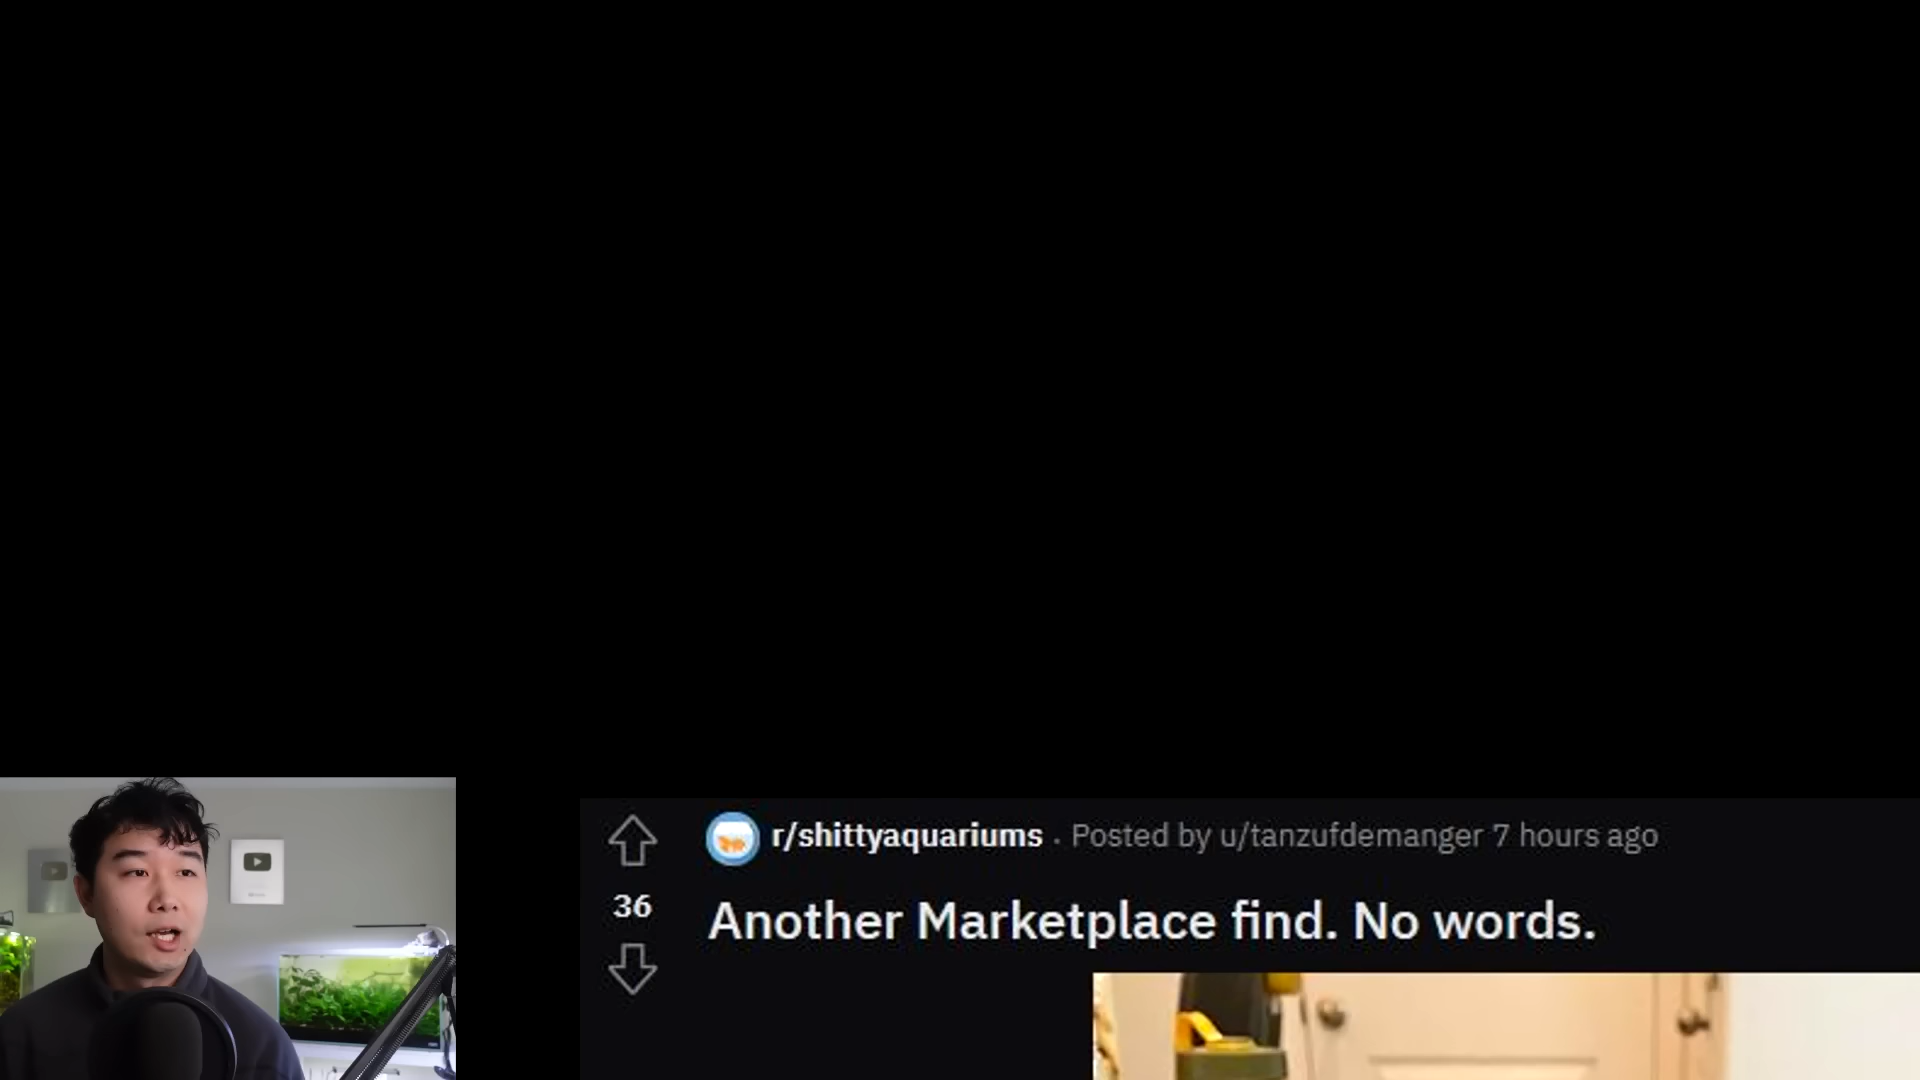 r/shittyaquariums · Posted by u/tanzufdemanger 7 hours ago
36
Another Marketplace find. No words.